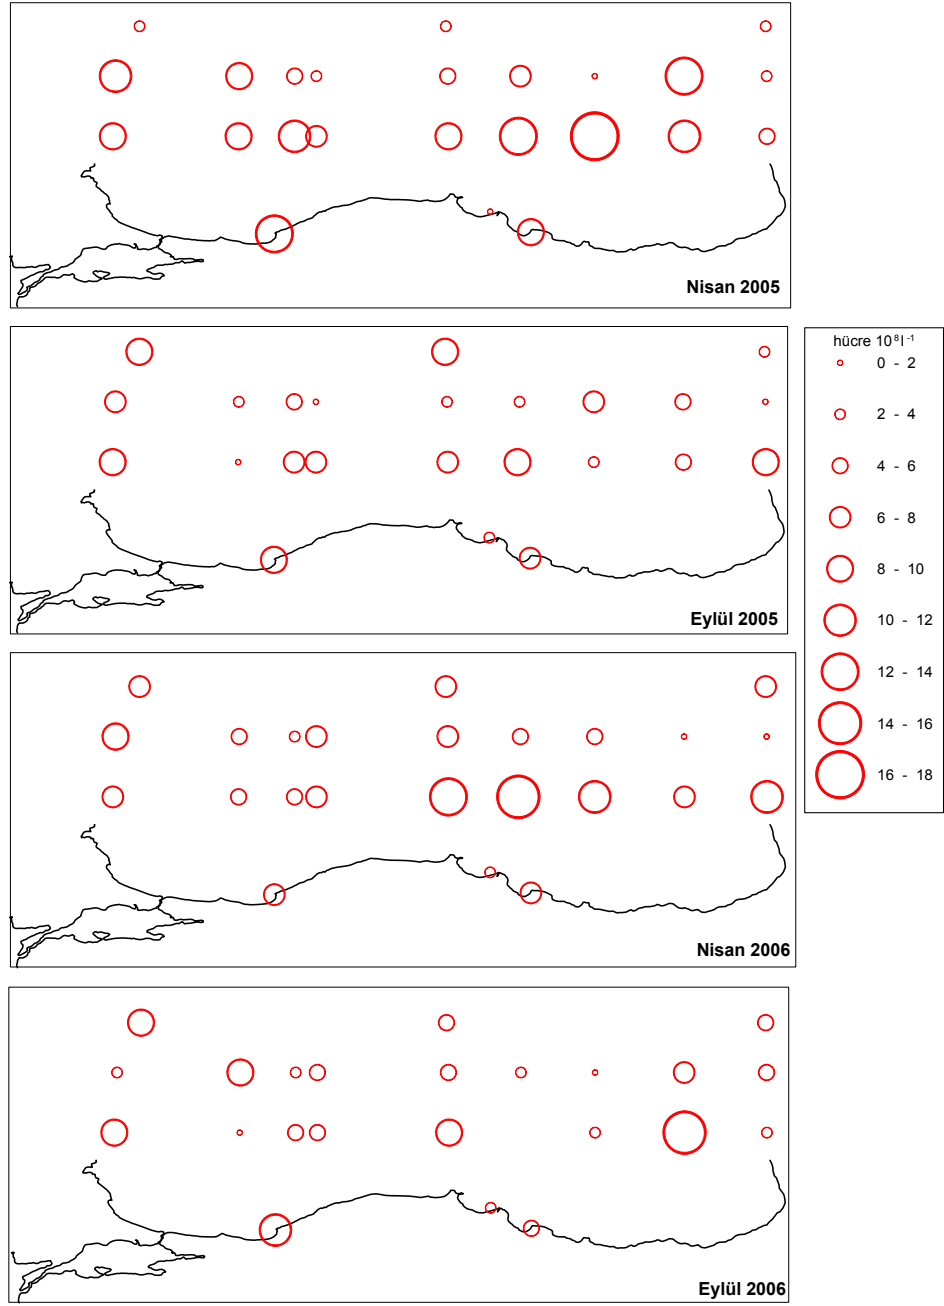 Nisan 2005
Eylül 2005
hücre 10⁸ l⁻¹
0 - 2
2 - 4
4 - 6
6 - 8
8 - 10
10 - 12
12 - 14
14 - 16
16 - 18
Nisan 2006
Eylül 2006